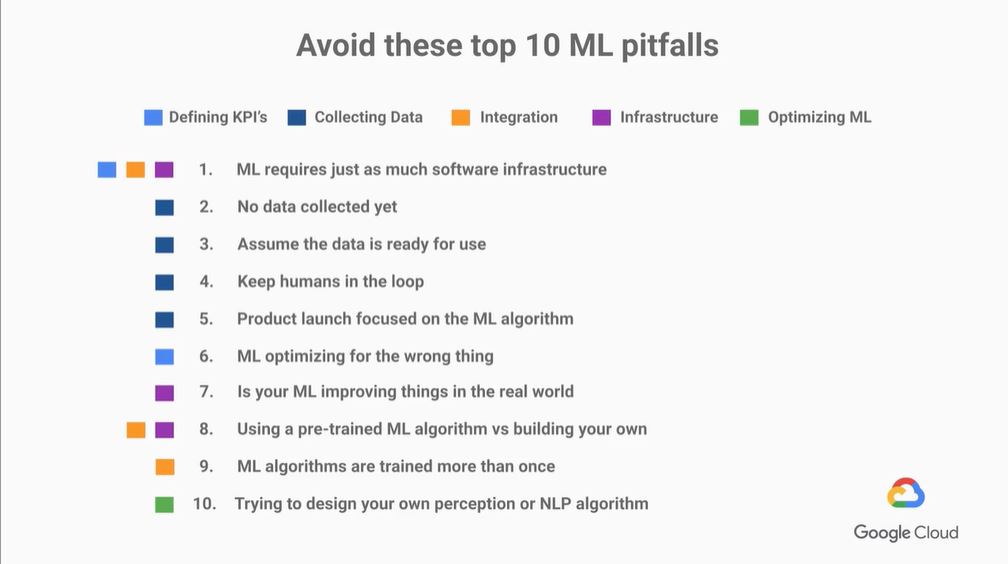 Avoid these top 10 ML pitfalls
Defining KPI's Collecting Data Integration Infrastructure Optimizing ML
1. ML requires just as much software infrastructure
2. No data collected yet
3. Assume the data is ready for use
4. Keep humans in the loop
5. Product launch focused on the ML algorithm
6. ML optimizing for the wrong thing
7. Is your ML improving things in the real world
8. Using a pre-trained ML algorithm vs building your own
9. ML algorithms are trained more than once
10. Trying to design your own perception or NLP algorithm
Google Cloud